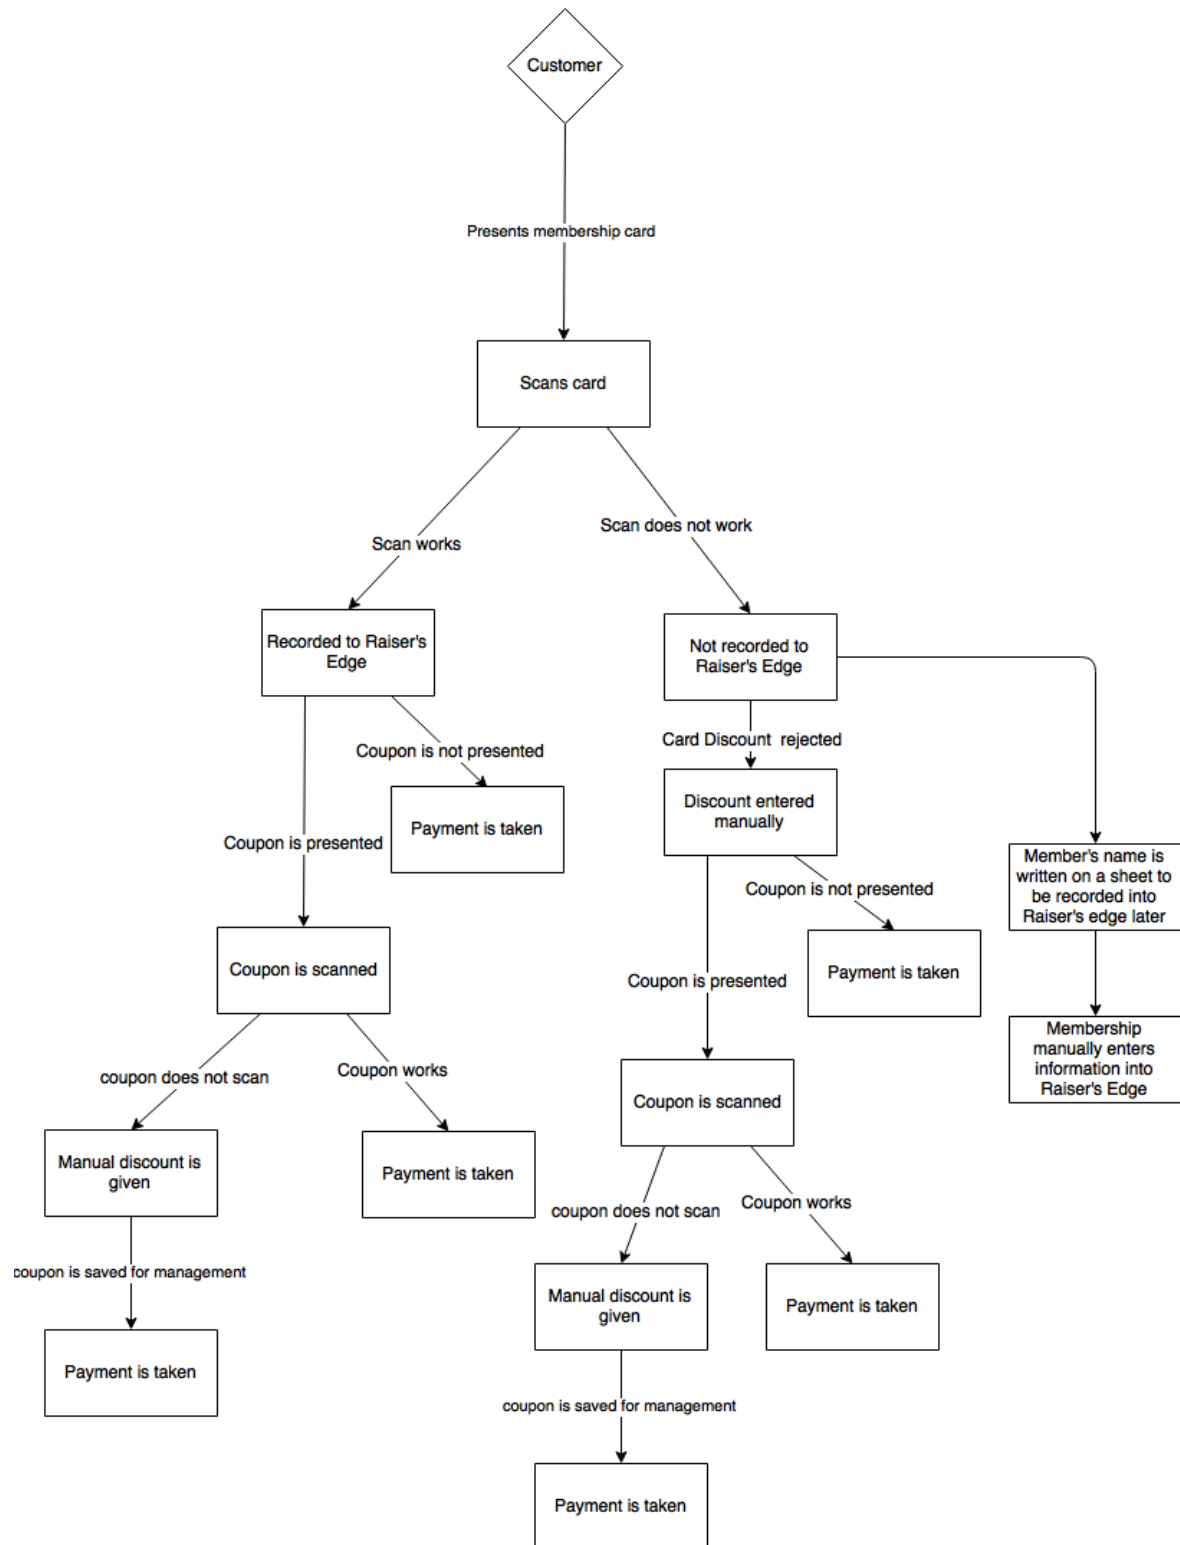 Customer
Presents membership card
Scans card
Scan works
Scan does not work
Recorded to Raiser's
Edge
Not recorded to
Raiser's Edge
Coupon is not presented
Card Discount  rejected
Payment is taken
Discount entered
manually
Coupon is presented
Member's name is
written on a sheet to
be recorded into
Raiser's edge later
Coupon is not presented
Coupon is scanned
Coupon is presented
Payment is taken
Membership
manually enters
information into
Raiser's Edge
coupon does not scan
Coupon works
Coupon is scanned
Manual discount is
given
Payment is taken
coupon does not scan
Coupon works
coupon is saved for management
Manual discount is
given
Payment is taken
Payment is taken
coupon is saved for management
Payment is taken